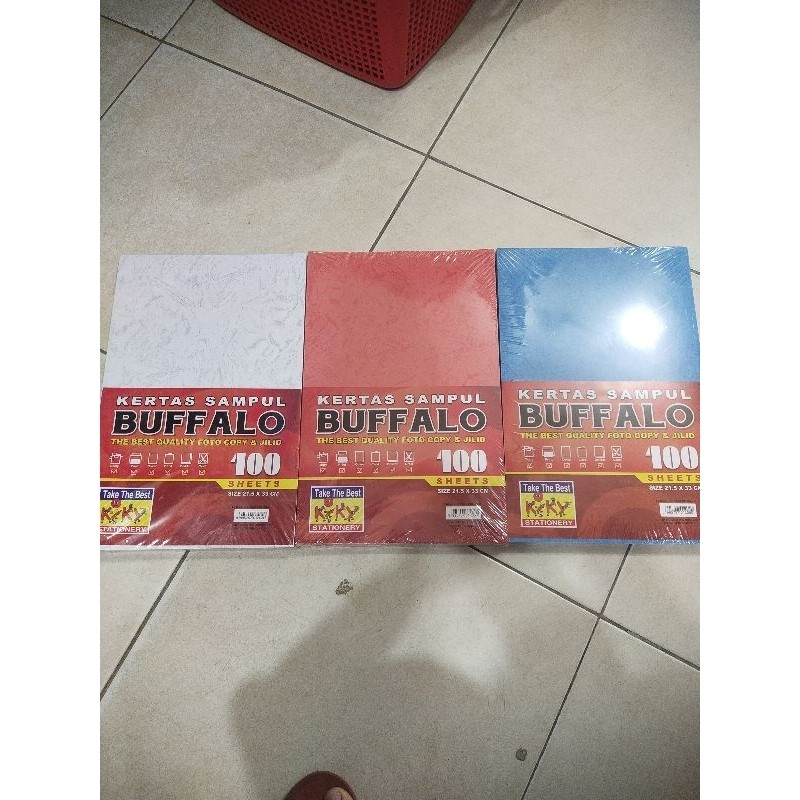 KERTAS SAMPUL
BUFFALO
THE BEST QUALITY FOTO COPY & JILID
100
SHEETS
SIZE 21.5 X 33 CM
Take The Best
KIKY
STATIONERY
KERTAS SAMPUL
BUFFALO
THE BEST QUALITY FOTO COPY & JILID
100
SHEETS
SIZE 21.5 X 33 CM
Take The Best
KIKY
STATIONERY
KERTAS SAMPUL
BUFFALO
THE BEST QUALITY FOTO COPY & JILID
100
SHEETS
SIZE 21.5 X 33 CM
Take The Best
KIKY
STATIONERY